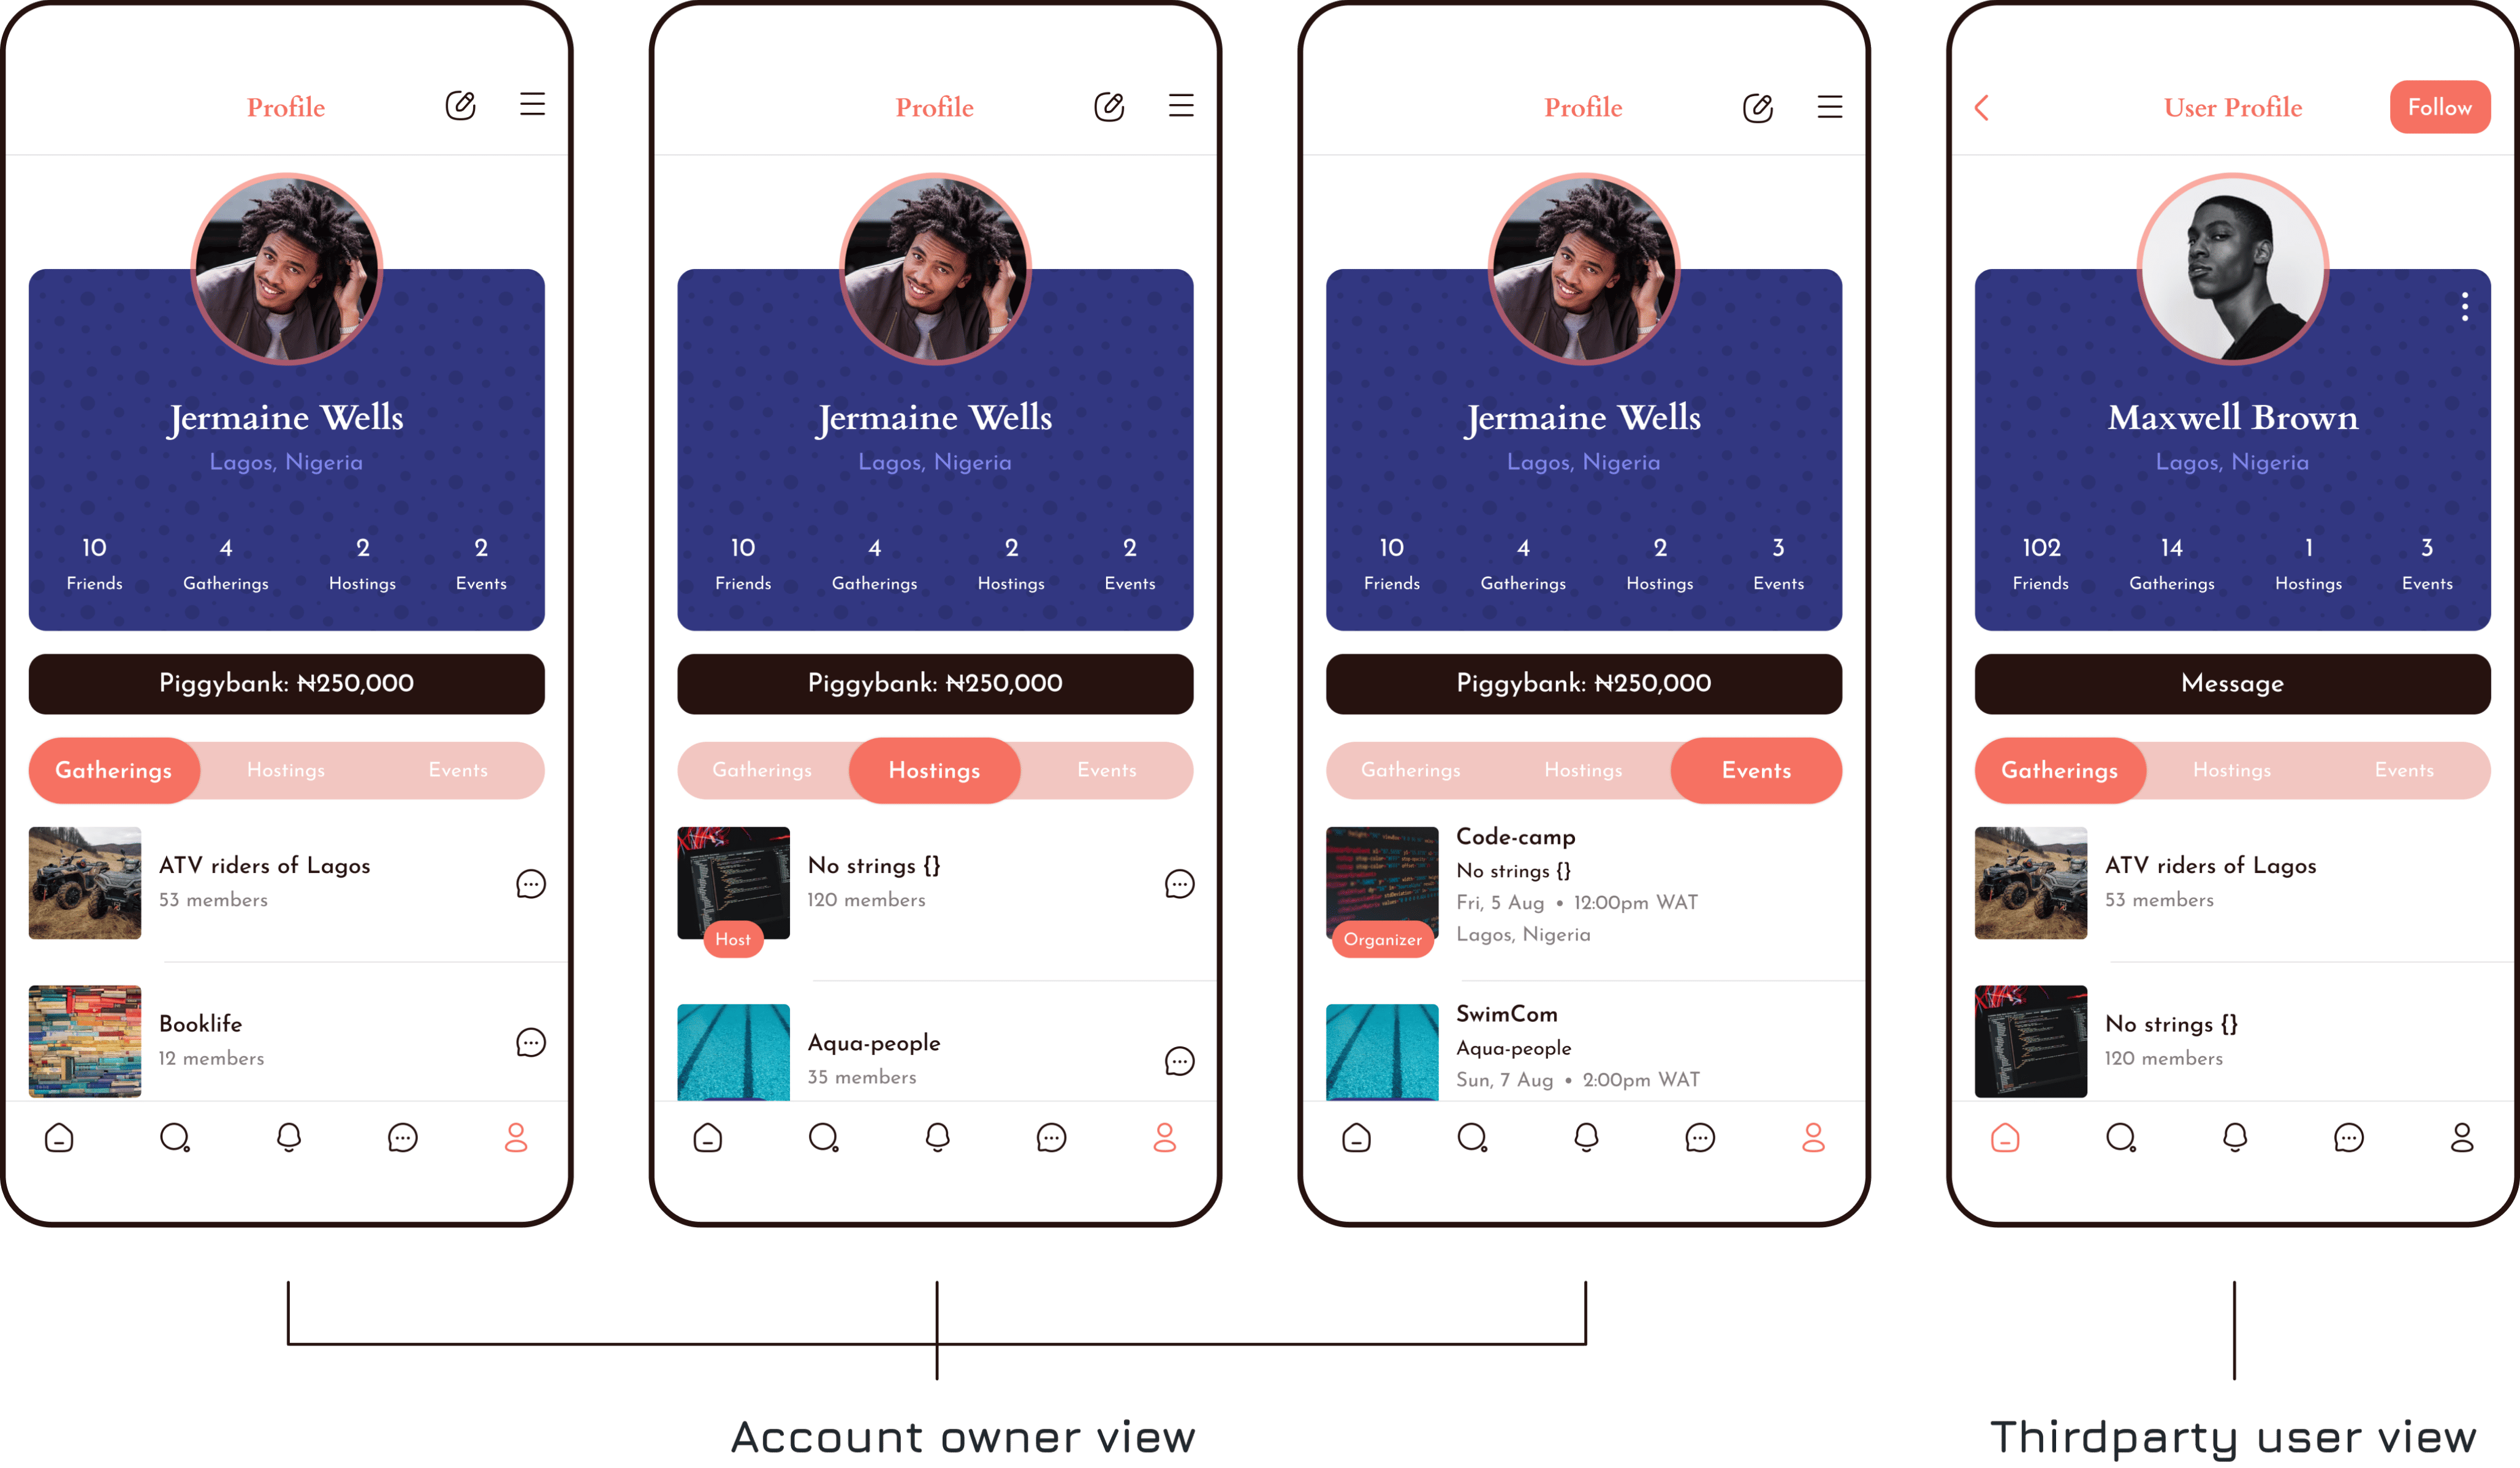 Profile
Jermaine Wells
Lagos, Nigeria
10 4 2 2
Friends Gatherings Hostings Events
Piggybank: ₦250,000
Gatherings Hostings Events
ATV riders of Lagos
53 members
Booklife
12 members
Profile
Jermaine Wells
Lagos, Nigeria
10 4 2 2
Friends Gatherings Hostings Events
Piggybank: ₦250,000
Gatherings Hostings Events
No strings {}
120 members
Host
Aqua-people
35 members
Profile
Jermaine Wells
Lagos, Nigeria
10 4 2 3
Friends Gatherings Hostings Events
Piggybank: ₦250,000
Gatherings Hostings Events
Code-camp
No strings {}
Fri, 5 Aug • 12:00pm WAT
Lagos, Nigeria
Organizer
SwimCom
Aqua-people
Sun, 7 Aug • 2:00pm WAT
User Profile Follow
Maxwell Brown
Lagos, Nigeria
102 14 1 3
Friends Gatherings Hostings Events
Message
Gatherings Hostings Events
ATV riders of Lagos
53 members
No strings {}
120 members
Account owner view
Thirdparty user view